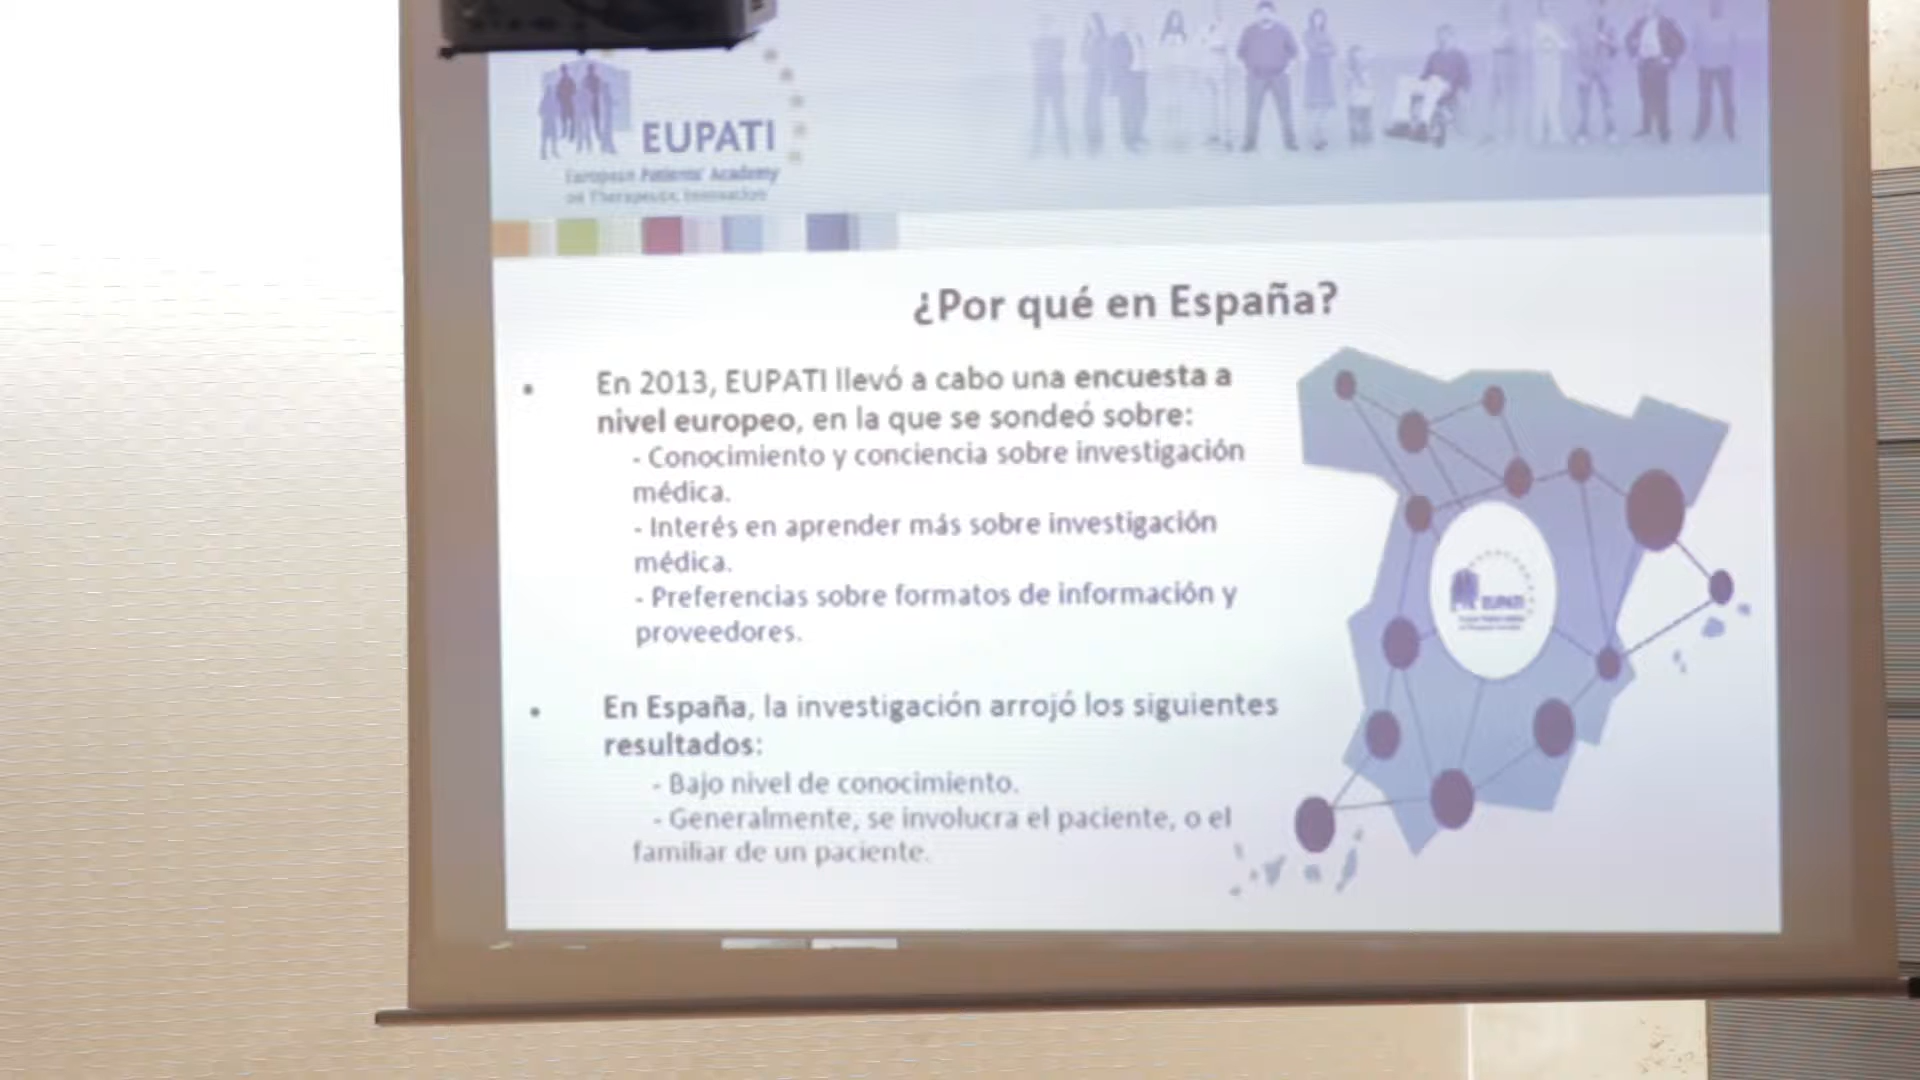 EUPATI
European Patients' Academy
on Therapeutic Innovation
¿Por qué en España?
• En 2013, EUPATI llevó a cabo una encuesta a
nivel europeo, en la que se sondeó sobre:
- Conocimiento y conciencia sobre investigación
médica.
- Interés en aprender más sobre investigación
médica.
- Preferencias sobre formatos de información y
proveedores.
• En España, la investigación arrojó los siguientes
resultados:
- Bajo nivel de conocimiento.
- Generalmente, se involucra el paciente, o el
familiar de un paciente.
EUPATI